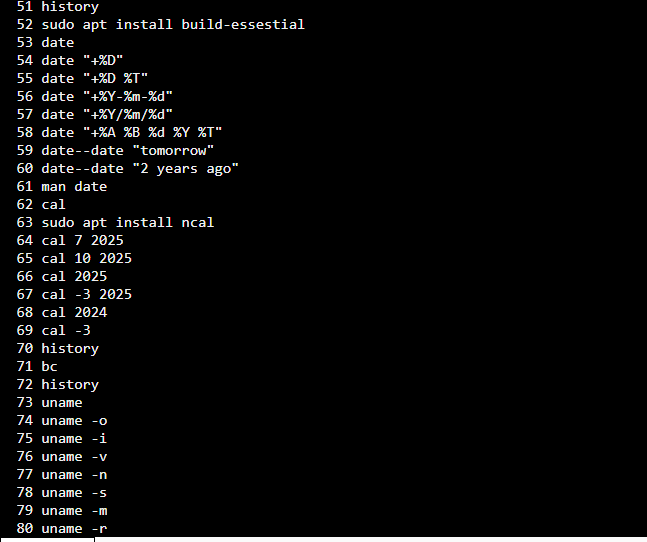 51 history
52 sudo apt install build-essestial
53 date
54 date "+%D"
55 date "+%D %T"
56 date "+%Y-%m-%d"
57 date "+%Y/%m/%d"
58 date "+%A %B %d %Y %T"
59 date--date "tomorrow"
60 date--date "2 years ago"
61 man date
62 cal
63 sudo apt install ncal
64 cal 7 2025
65 cal 10 2025
66 cal 2025
67 cal -3 2025
68 cal 2024
69 cal -3
70 history
71 bc
72 history
73 uname
74 uname -o
75 uname -i
76 uname -v
77 uname -n
78 uname -s
79 uname -m
80 uname -r